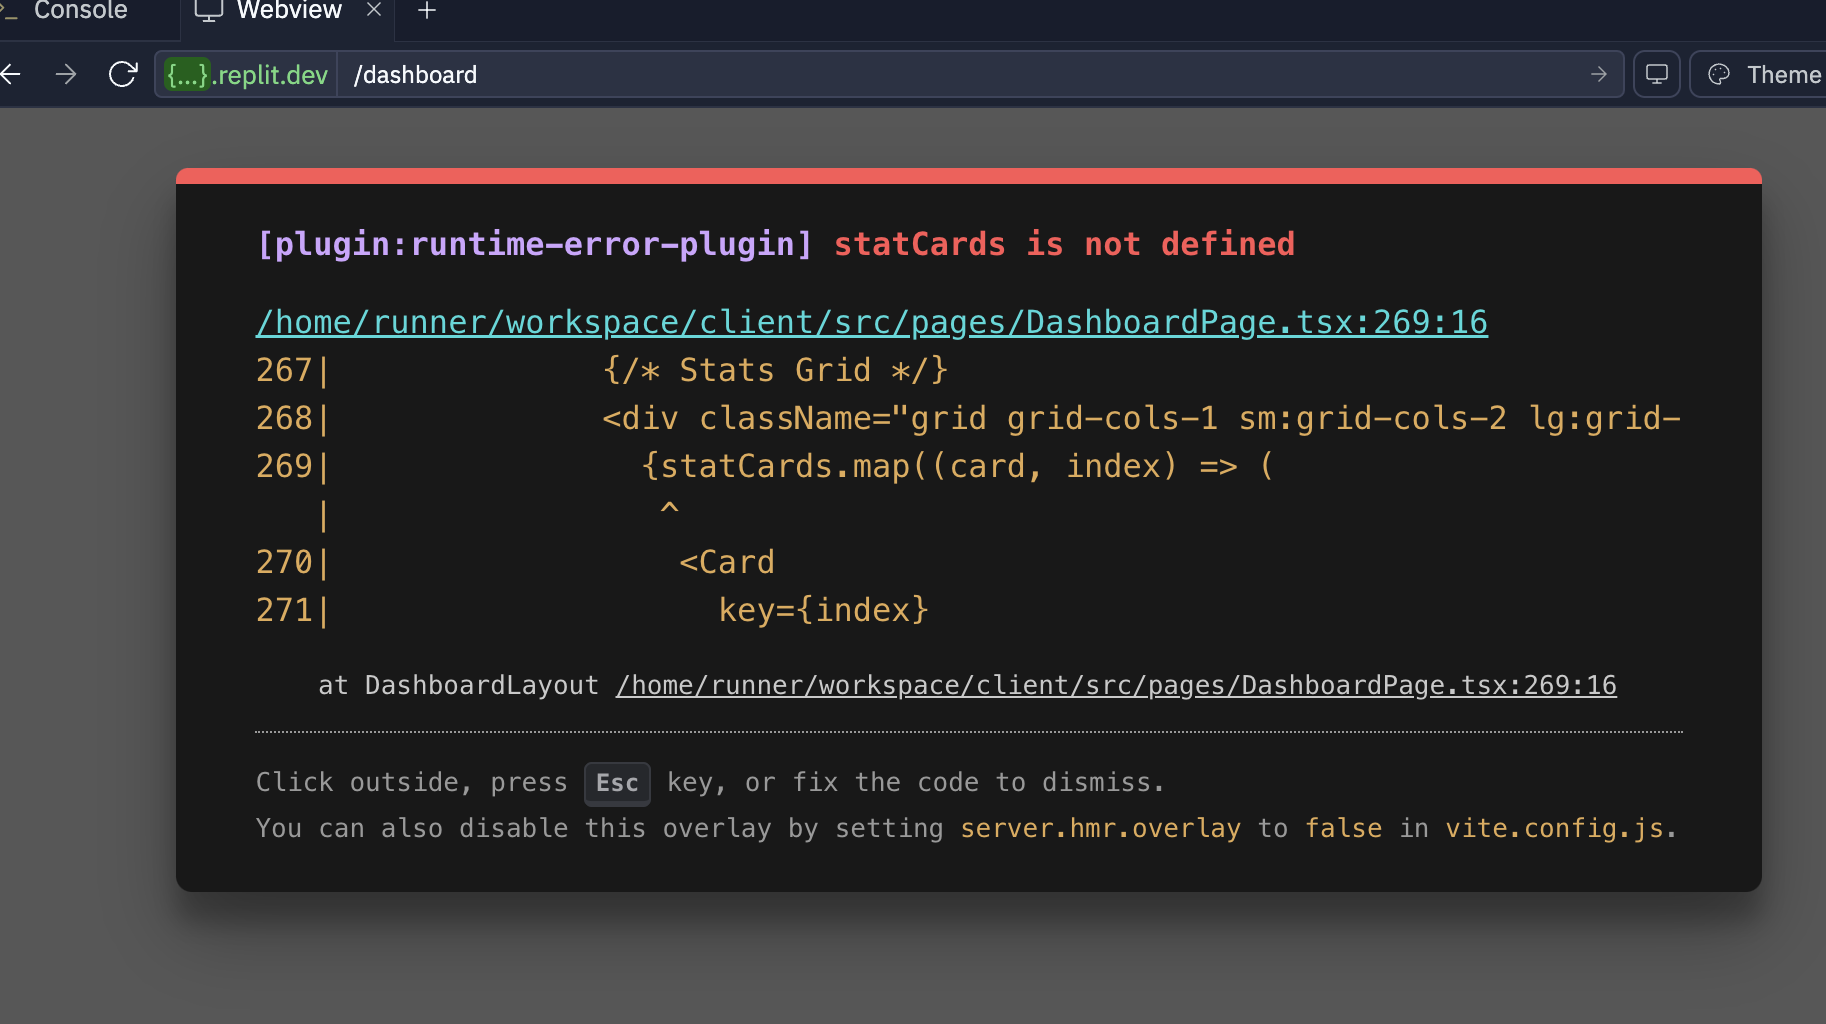 >_ Console Webview × +
{...}.replit.dev /dashboard Theme
[plugin:runtime-error-plugin] statCards is not defined
/home/runner/workspace/client/src/pages/DashboardPage.tsx:269:16
267| {/* Stats Grid */}
268| <div className="grid grid-cols-1 sm:grid-cols-2 lg:grid-
269| {statCards.map((card, index) => (
| ^
270| <Card
271| key={index}
at DashboardLayout /home/runner/workspace/client/src/pages/DashboardPage.tsx:269:16
Click outside, press Esc key, or fix the code to dismiss.
You can also disable this overlay by setting server.hmr.overlay to false in vite.config.js.